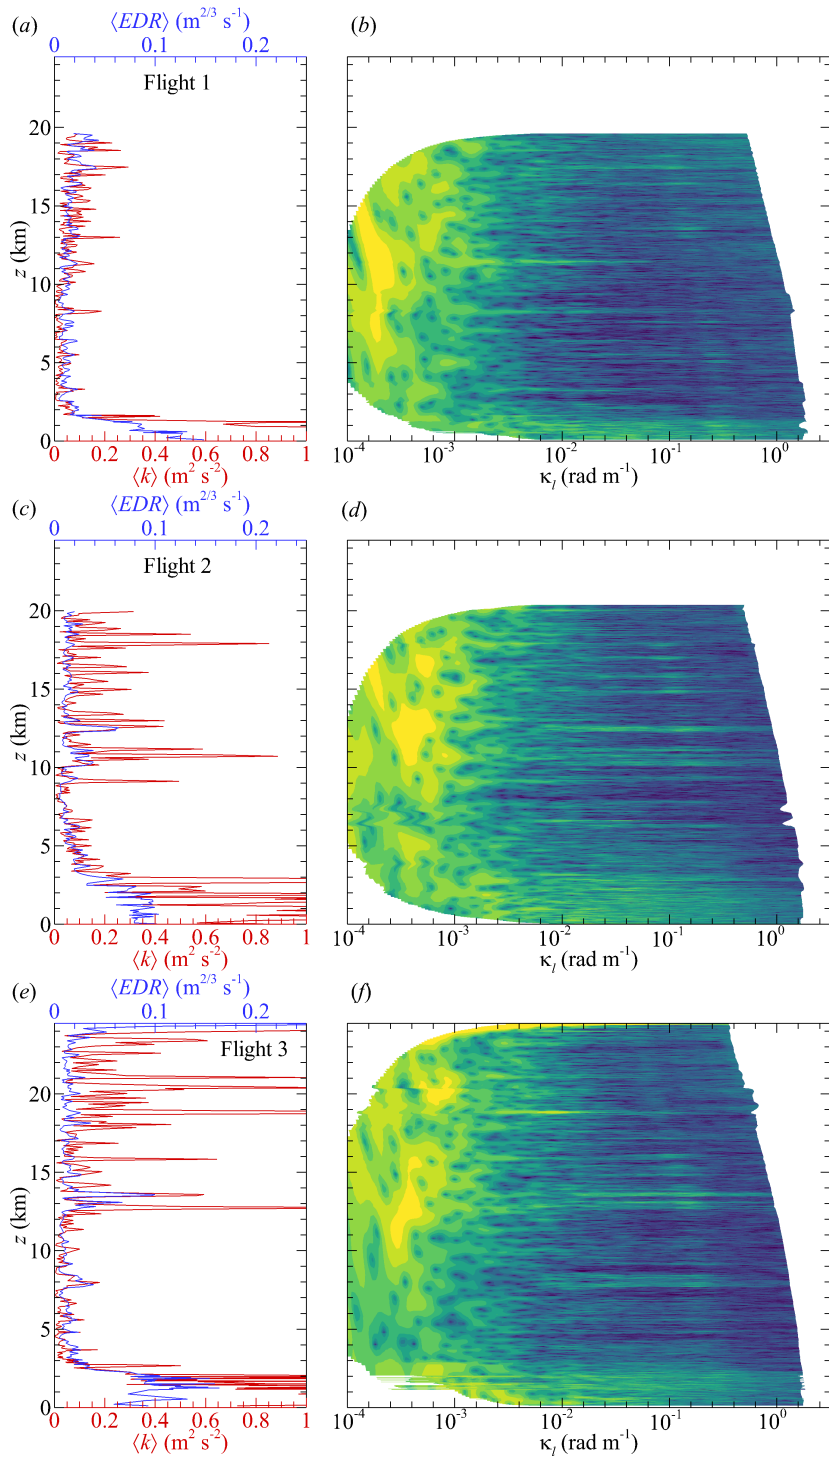 (a) ⟨EDR⟩ (m^2/3 s^-1) (b)
0 0.1 0.2
Flight 1
20
15
10
5
0
z (km)
0 0.2 0.4 0.6 0.8 1
⟨k⟩ (m^2 s^-2)
10^-4 10^-3 10^-2 10^-1 10^0
κ_l (rad m^-1)
(c) ⟨EDR⟩ (m^2/3 s^-1) (d)
0 0.1 0.2
Flight 2
20
15
10
5
0
z (km)
0 0.2 0.4 0.6 0.8 1
⟨k⟩ (m^2 s^-2)
10^-4 10^-3 10^-2 10^-1 10^0
κ_l (rad m^-1)
(e) ⟨EDR⟩ (m^2/3 s^-1) (f)
0 0.1 0.2
Flight 3
20
15
10
5
0
z (km)
0 0.2 0.4 0.6 0.8 1
⟨k⟩ (m^2 s^-2)
10^-4 10^-3 10^-2 10^-1 10^0
κ_l (rad m^-1)